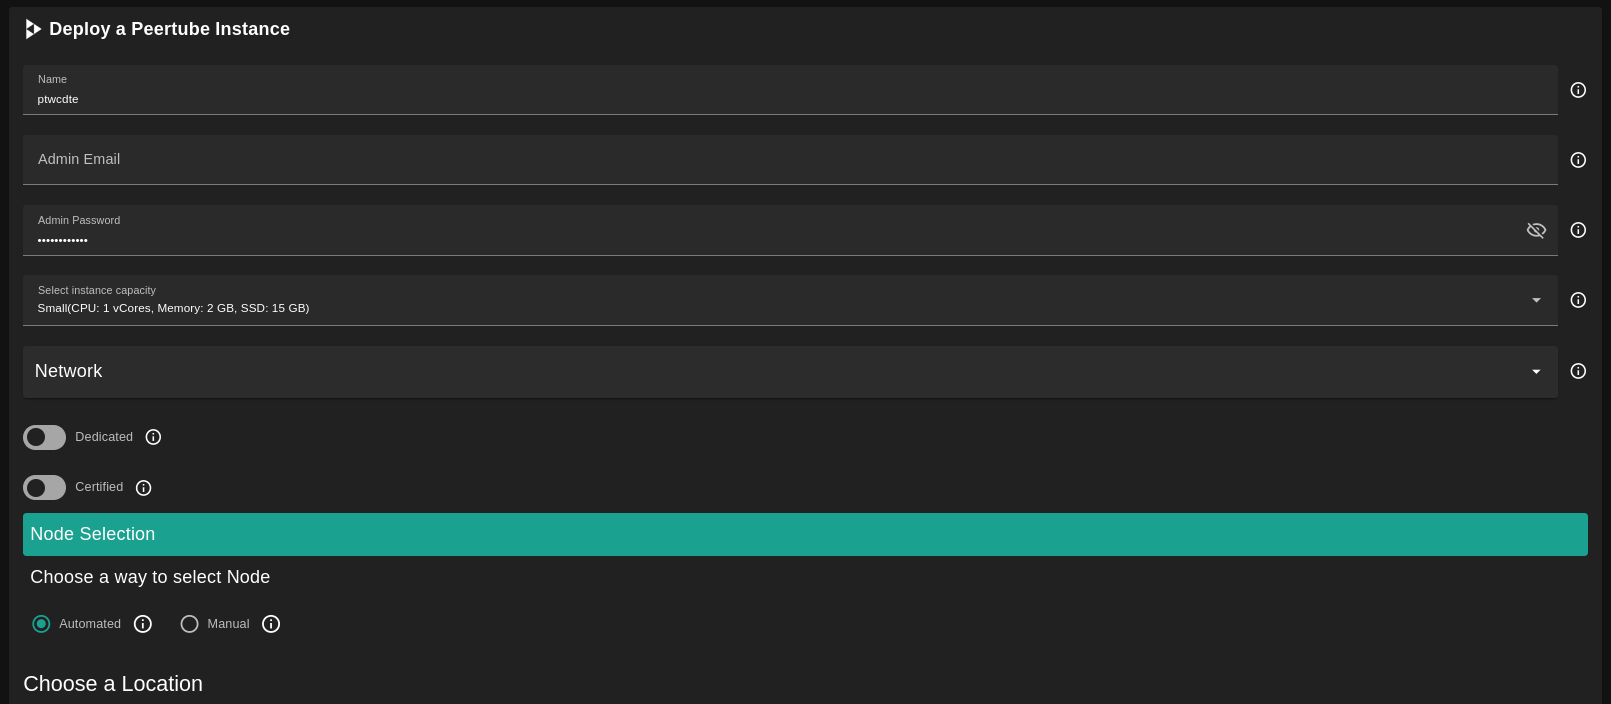 Deploy a Peertube Instance
Name
ptwcdte
Admin Email
Admin Password
••••••••••••
Select instance capacity
Small(CPU: 1 vCores, Memory: 2 GB, SSD: 15 GB)
Network
Dedicated
Certified
Node Selection
Choose a way to select Node
Automated Manual
Choose a Location